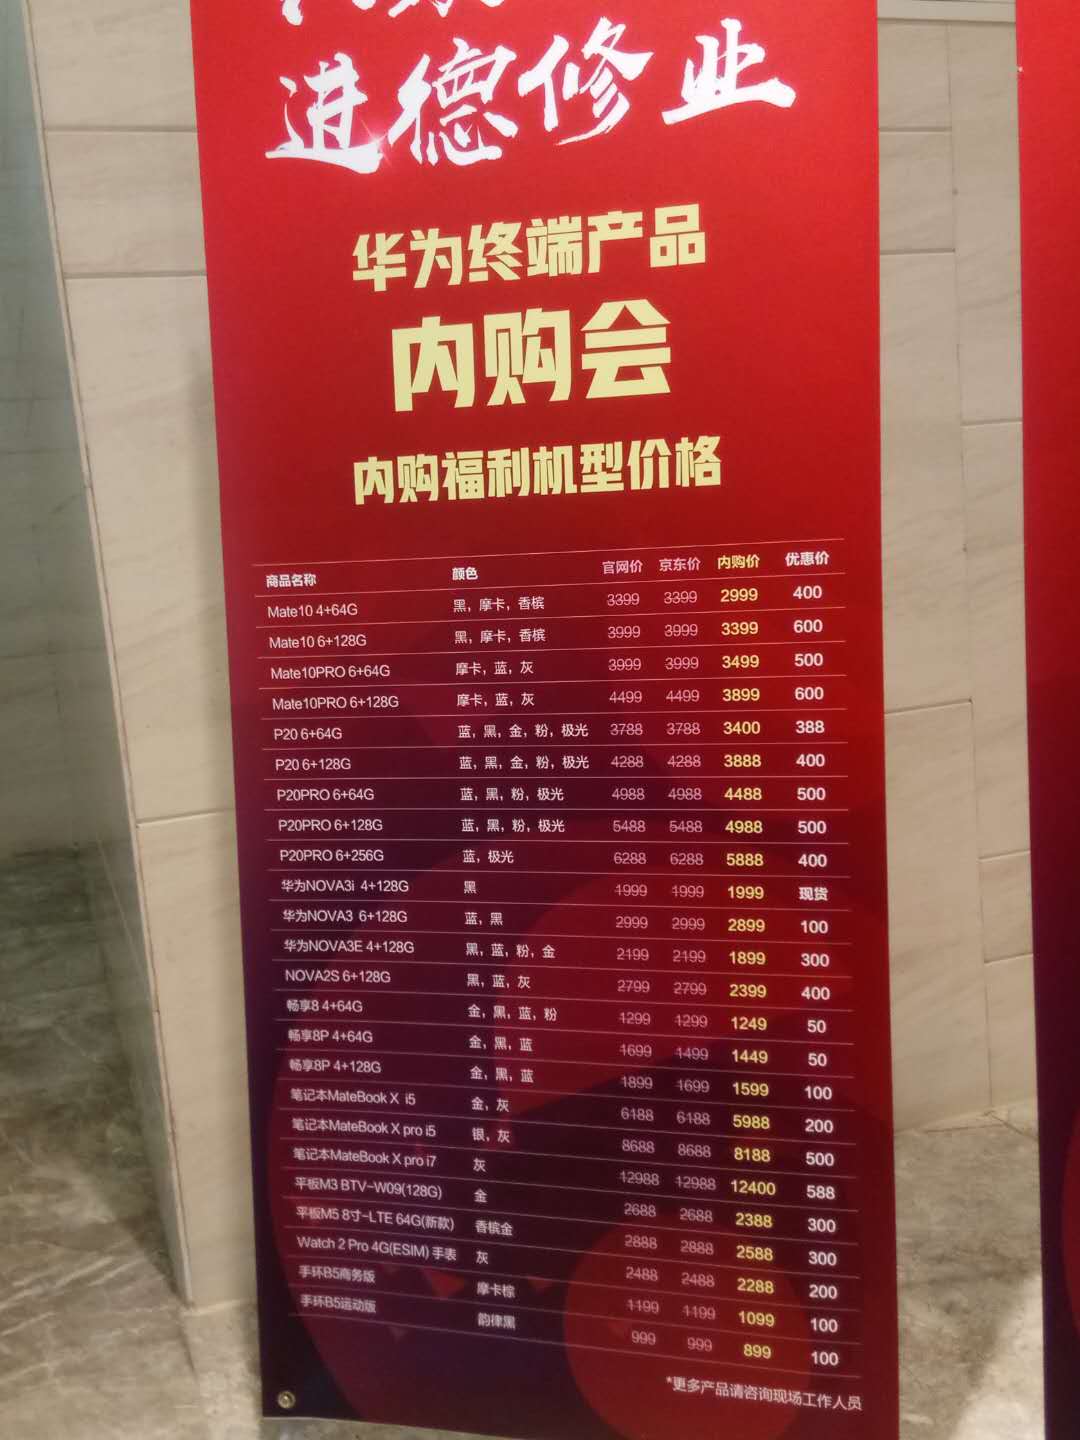 进德修业
华为终端产品
内购会
内购福利机型价格
商品名称 颜色 官网价 京东价 内购价 优惠价
Mate10 4+64G 黑，摩卡，香槟 3399 3399 2999 400
Mate10 6+128G 黑，摩卡，香槟 3999 3999 3399 600
Mate10PRO 6+64G 摩卡，蓝，灰 3999 3999 3499 500
Mate10PRO 6+128G 摩卡，蓝，灰 4499 4499 3899 600
P20 6+64G 蓝，黑，金，粉，极光 3788 3788 3400 388
P20 6+128G 蓝，黑，金，粉，极光 4288 4288 3888 400
P20PRO 6+64G 蓝，黑，粉，极光 4988 4988 4488 500
P20PRO 6+128G 蓝，黑，粉，极光 5488 5488 4988 500
P20PRO 6+256G 蓝，极光 6288 6288 5888 400
华为NOVA3i 4+128G 黑 1999 1999 1999 现货
华为NOVA3 6+128G 蓝，黑 2999 2999 2899 100
华为NOVA3E 4+128G 黑，蓝，粉，金 2199 2199 1899 300
NOVA2S 6+128G 黑，蓝，灰 2799 2799 2399 400
畅享8 4+64G 金，黑，蓝，粉 1299 1299 1249 50
畅享8P 4+64G 金，黑，蓝 1699 1499 1449 50
畅享8P 4+128G 金，黑，蓝 1899 1699 1599 100
笔记本MateBook X i5 金，灰 6188 6188 5988 200
笔记本MateBook X pro i5 银，灰 8688 8688 8188 500
笔记本MateBook X pro i7 灰 12988 12988 12400 588
平板M3 BTV-W09(128G) 金 2688 2688 2388 300
平板M5 8寸-LTE 64G(新款) 香槟金 2888 2888 2588 300
Watch 2 Pro 4G(ESIM) 手表 灰 2488 2488 2288 200
手环B5商务版 摩卡棕 1199 1199 1099 100
手环B5运动版 韵律黑 999 999 899 100
*更多产品请咨询现场工作人员